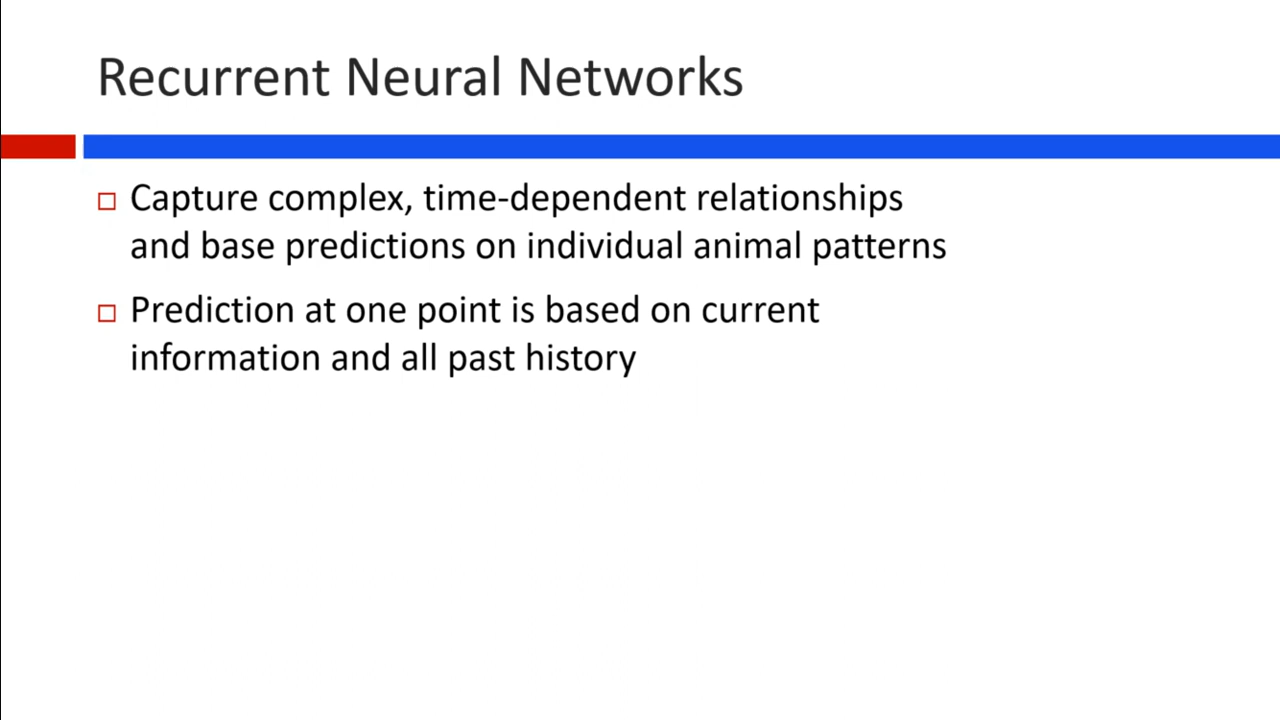 Recurrent Neural Networks
Capture complex, time-dependent relationships
and base predictions on individual animal patterns
Prediction at one point is based on current
information and all past history